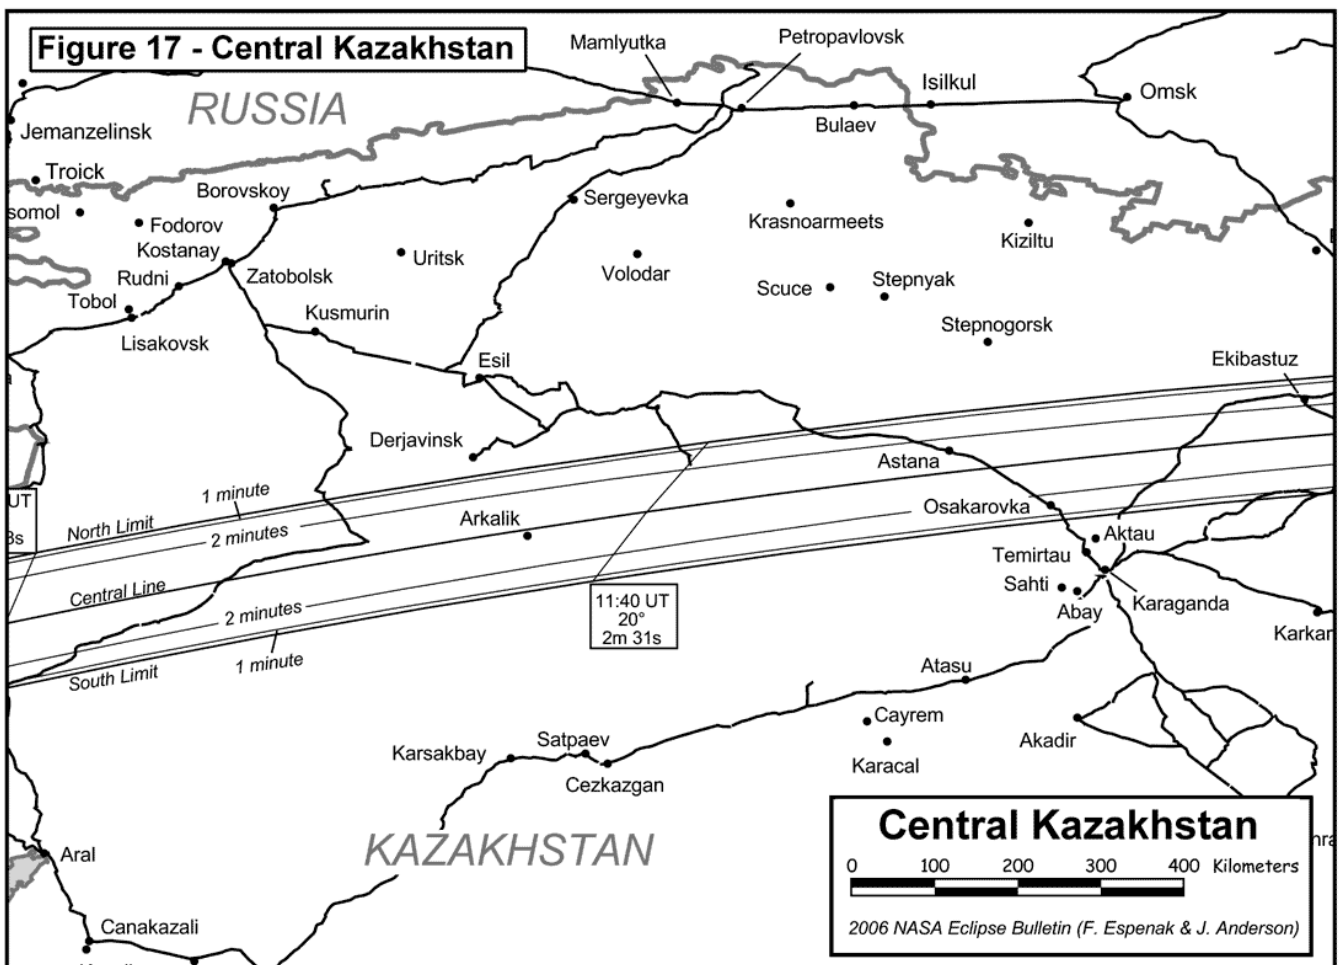 Figure 17 - Central Kazakhstan
Mamlyutka
Petropavlovsk
RUSSIA
Isilkul
Omsk
Jemanzelinsk
Bulaev
Troick
Borovskoy
Sergeyevka
somol
Fodorov
Krasnoarmeets
Kostanay
Kiziltu
Uritsk
Rudni
Zatobolsk
Volodar
Scuce
Stepnyak
Tobol
Kusmurin
Stepnogorsk
Lisakovsk
Esil
Ekibastuz
Derjavinsk
Astana
1 minute
UT
North Limit
Arkalik
Osakarovka
2 minutes
3s
Aktau
Temirtau
Central Line
Sahti
11:40 UT
20°
2m 31s
Karaganda
2 minutes
Abay
Karkar
1 minute
South Limit
Atasu
Cayrem
Satpaev
Akadir
Karsakbay
Karacal
Cezkazgan
Central Kazakhstan
KAZAKHSTAN
Aral
0 100 200 300 400 Kilometers
Canakazali
2006 NASA Eclipse Bulletin (F. Espenak & J. Anderson)